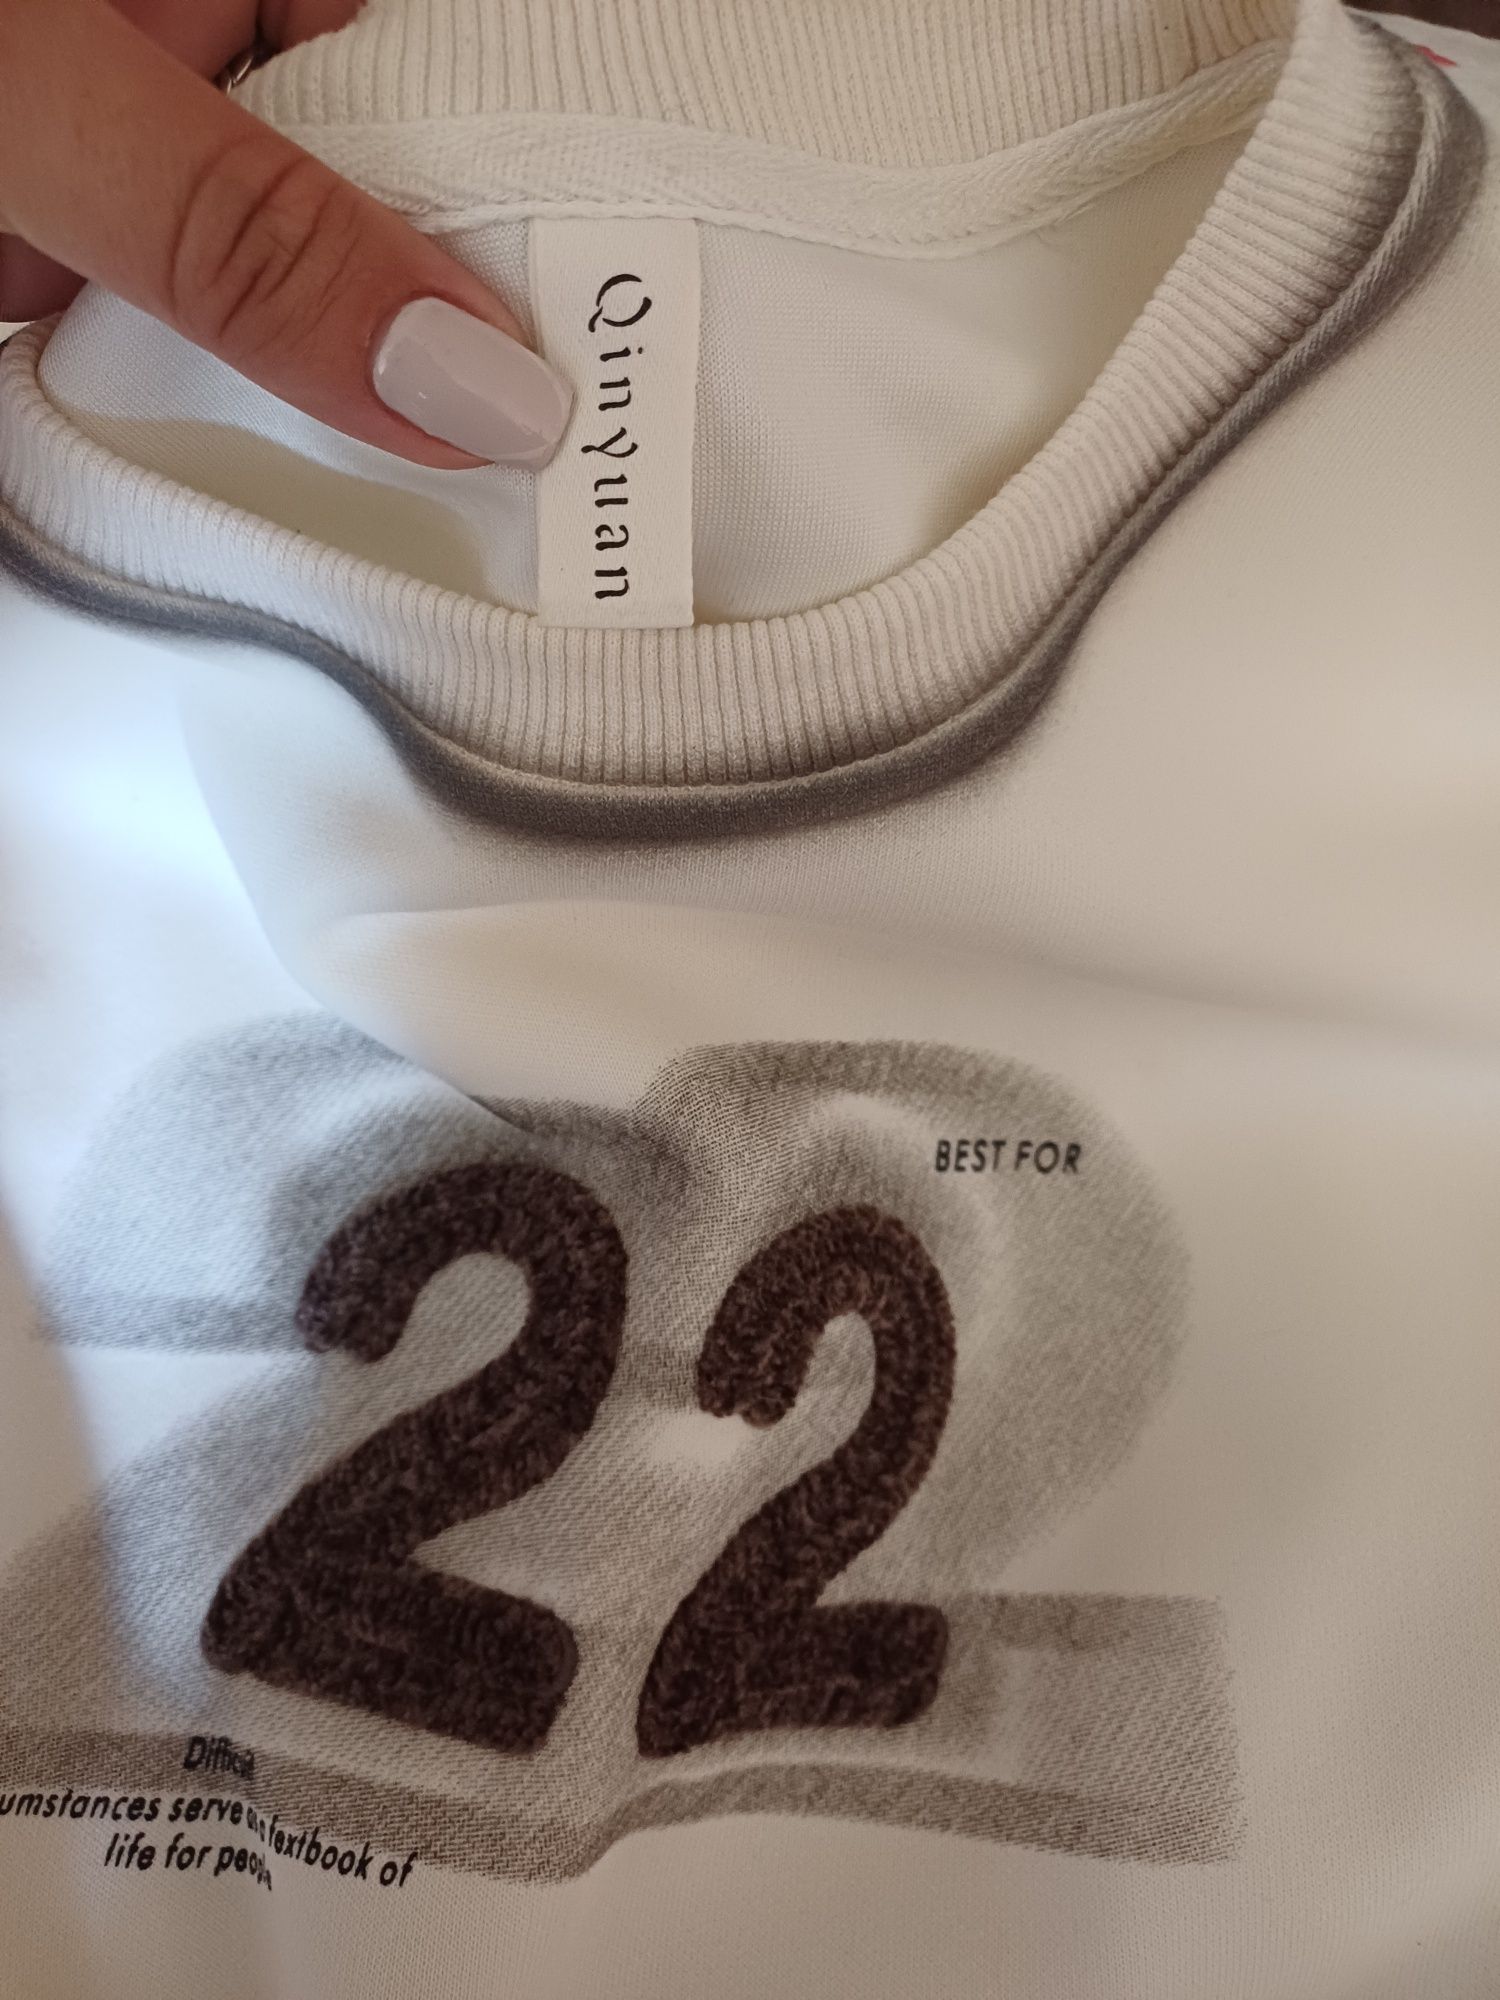 Qinyuan
BEST FOR
22
Difficult
umstances serve as a textbook of
life for people